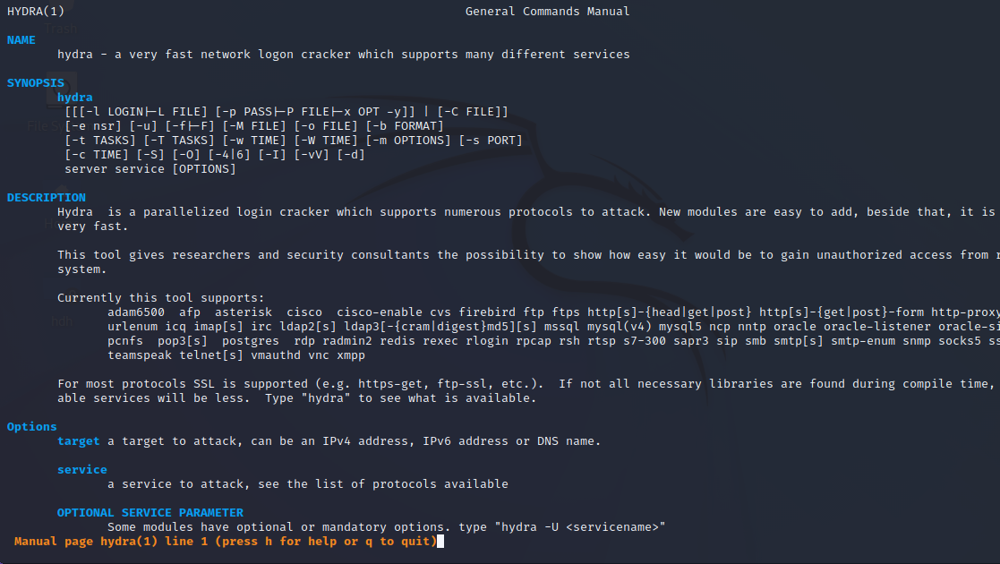 HYDRA(1) General Commands Manual
NAME
hydra - a very fast network logon cracker which supports many different services
SYNOPSIS
hydra
[[[-l LOGIN|-L FILE] [-p PASS|-P FILE|-x OPT -y]] | [-C FILE]]
[-e nsr] [-u] [-f|-F] [-M FILE] [-o FILE] [-b FORMAT]
[-t TASKS] [-T TASKS] [-w TIME] [-W TIME] [-m OPTIONS] [-s PORT]
[-c TIME] [-S] [-O] [-4|6] [-I] [-vV] [-d]
server service [OPTIONS]
DESCRIPTION
Hydra is a parallelized login cracker which supports numerous protocols to attack. New modules are easy to add, beside that, it is
very fast.
This tool gives researchers and security consultants the possibility to show how easy it would be to gain unauthorized access from
system.
Currently this tool supports:
adam6500 afp asterisk cisco cisco-enable cvs firebird ftp ftps http[s]-{head|get|post} http[s]-{get|post}-form http-proxy
urlenum icq imap[s] irc ldap2[s] ldap3[-{cram|digest}md5][s] mssql mysql(v4) mysql5 ncp nntp oracle oracle-listener oracle-si
pcnfs pop3[s] postgres rdp radmin2 redis rexec rlogin rpcap rsh rtsp s7-300 sapr3 sip smb smtp[s] smtp-enum snmp socks5 ss
teamspeak telnet[s] vmauthd vnc xmpp
For most protocols SSL is supported (e.g. https-get, ftp-ssl, etc.). If not all necessary libraries are found during compile time,
able services will be less. Type "hydra" to see what is available.
Options
target a target to attack, can be an IPv4 address, IPv6 address or DNS name.
service
a service to attack, see the list of protocols available
OPTIONAL SERVICE PARAMETER
Some modules have optional or mandatory options. type "hydra -U <servicename>"
Manual page hydra(1) line 1 (press h for help or q to quit)